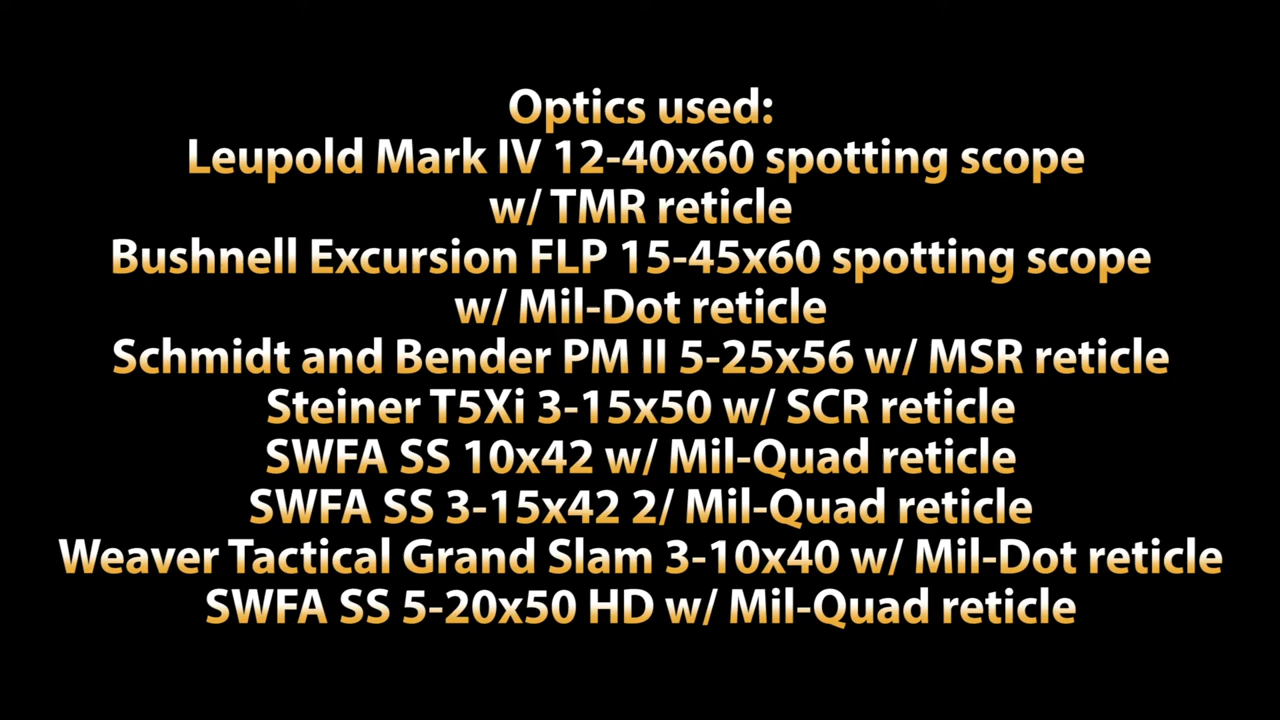 Optics used:
Leupold Mark IV 12-40x60 spotting scope
w/ TMR reticle
Bushnell Excursion FLP 15-45x60 spotting scope
w/ Mil-Dot reticle
Schmidt and Bender PM II 5-25x56 w/ MSR reticle
Steiner T5Xi 3-15x50 w/ SCR reticle
SWFA SS 10x42 w/ Mil-Quad reticle
SWFA SS 3-15x42 2/ Mil-Quad reticle
Weaver Tactical Grand Slam 3-10x40 w/ Mil-Dot reticle
SWFA SS 5-20x50 HD w/ Mil-Quad reticle